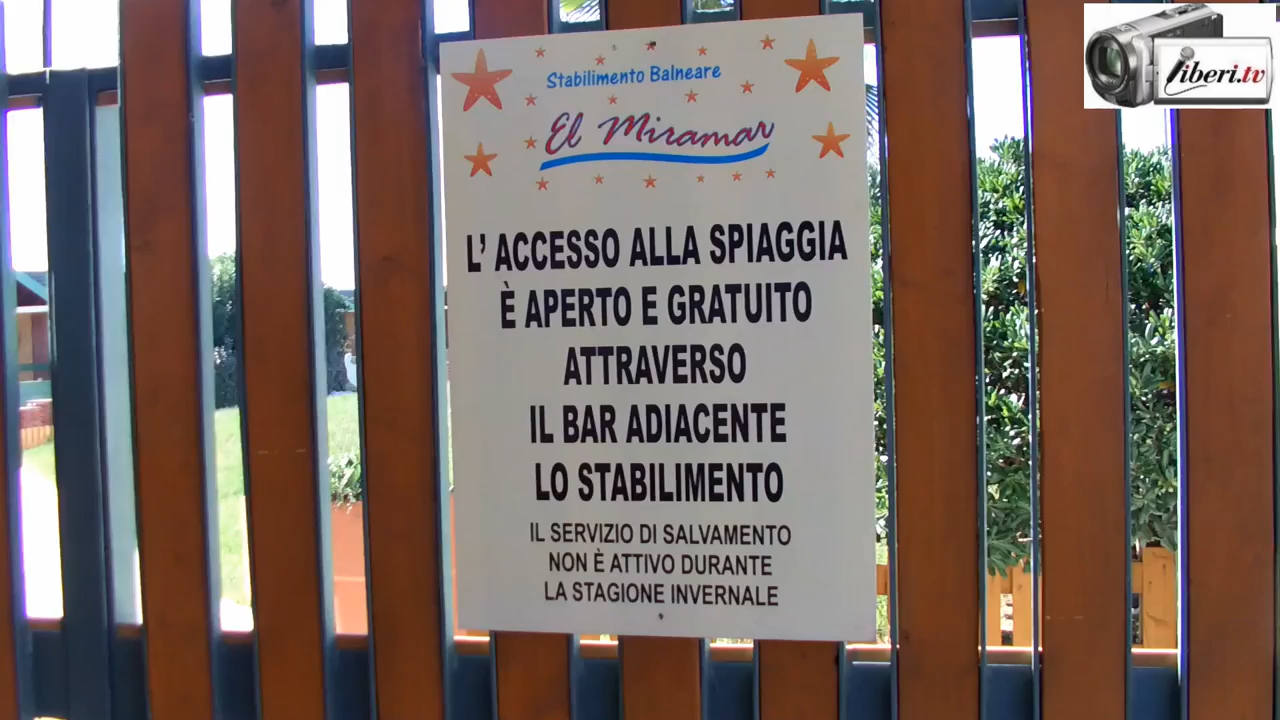 Stabilimento Balneare
El Miramar
L' ACCESSO ALLA SPIAGGIA
È APERTO E GRATUITO
ATTRAVERSO
IL BAR ADIACENTE
LO STABILIMENTO
IL SERVIZIO DI SALVAMENTO
NON È ATTIVO DURANTE
LA STAGIONE INVERNALE
liberi.tv